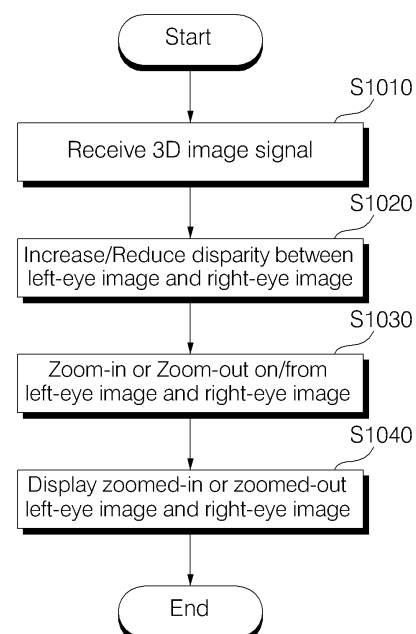 Start
S1010
Receive 3D image signal
S1020
Increase/Reduce disparity between
left-eye image and right-eye image
S1030
Zoom-in or Zoom-out on/from
left-eye image and right-eye image
S1040
Display zoomed-in or zoomed-out
left-eye image and right-eye image
End